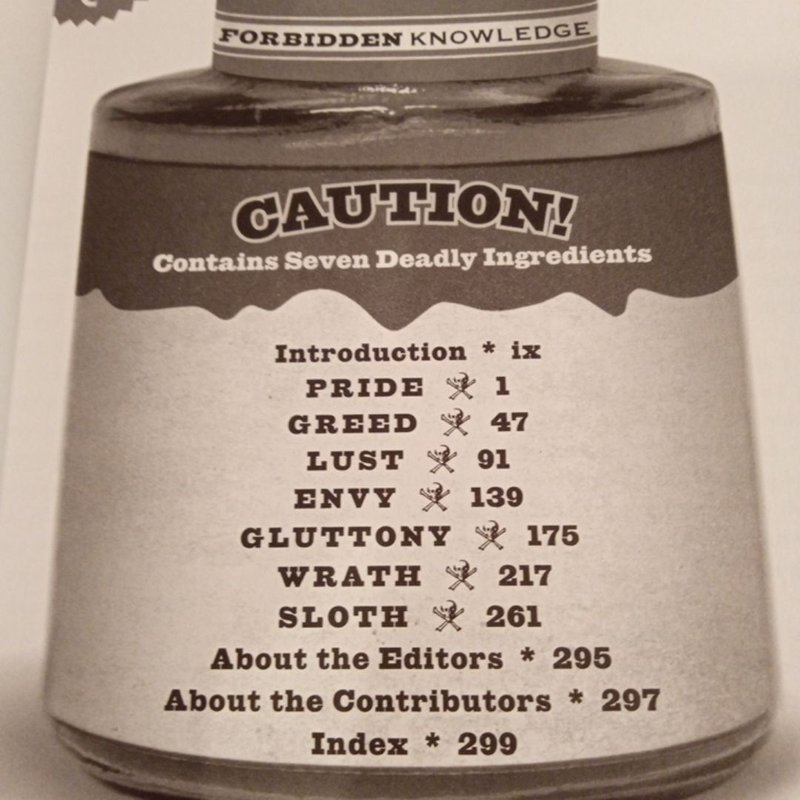 FORBIDDEN KNOWLEDGE
CAUTION!
Contains Seven Deadly Ingredients
Introduction * ix
PRIDE 1
GREED 47
LUST 91
ENVY 139
GLUTTONY 175
WRATH 217
SLOTH 261
About the Editors * 295
About the Contributors * 297
Index * 299